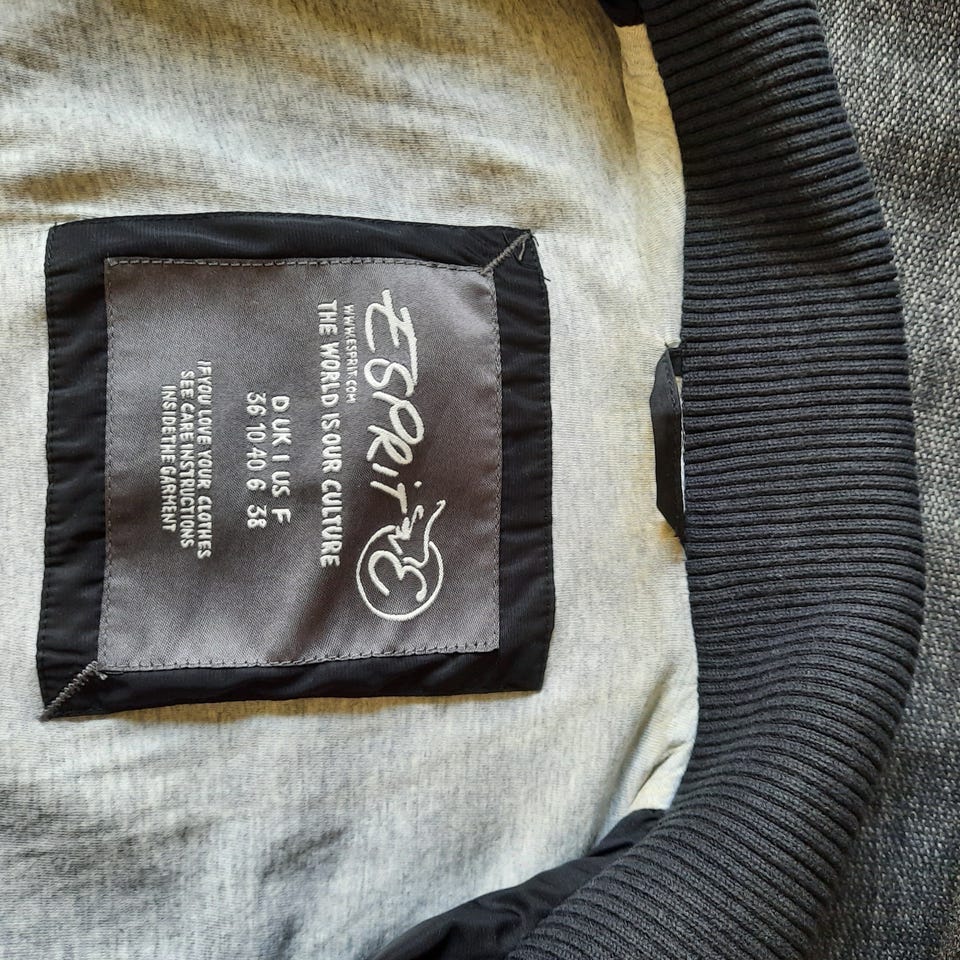 ESPRIT E
WWW.ESPRIT.COM
THE WORLD IS OUR CULTURE
D UK I US F
36 10 40 6 38
IF YOU LOVE YOUR CLOTHES
SEE CARE INSTRUCTIONS
INSIDE THE GARMENT